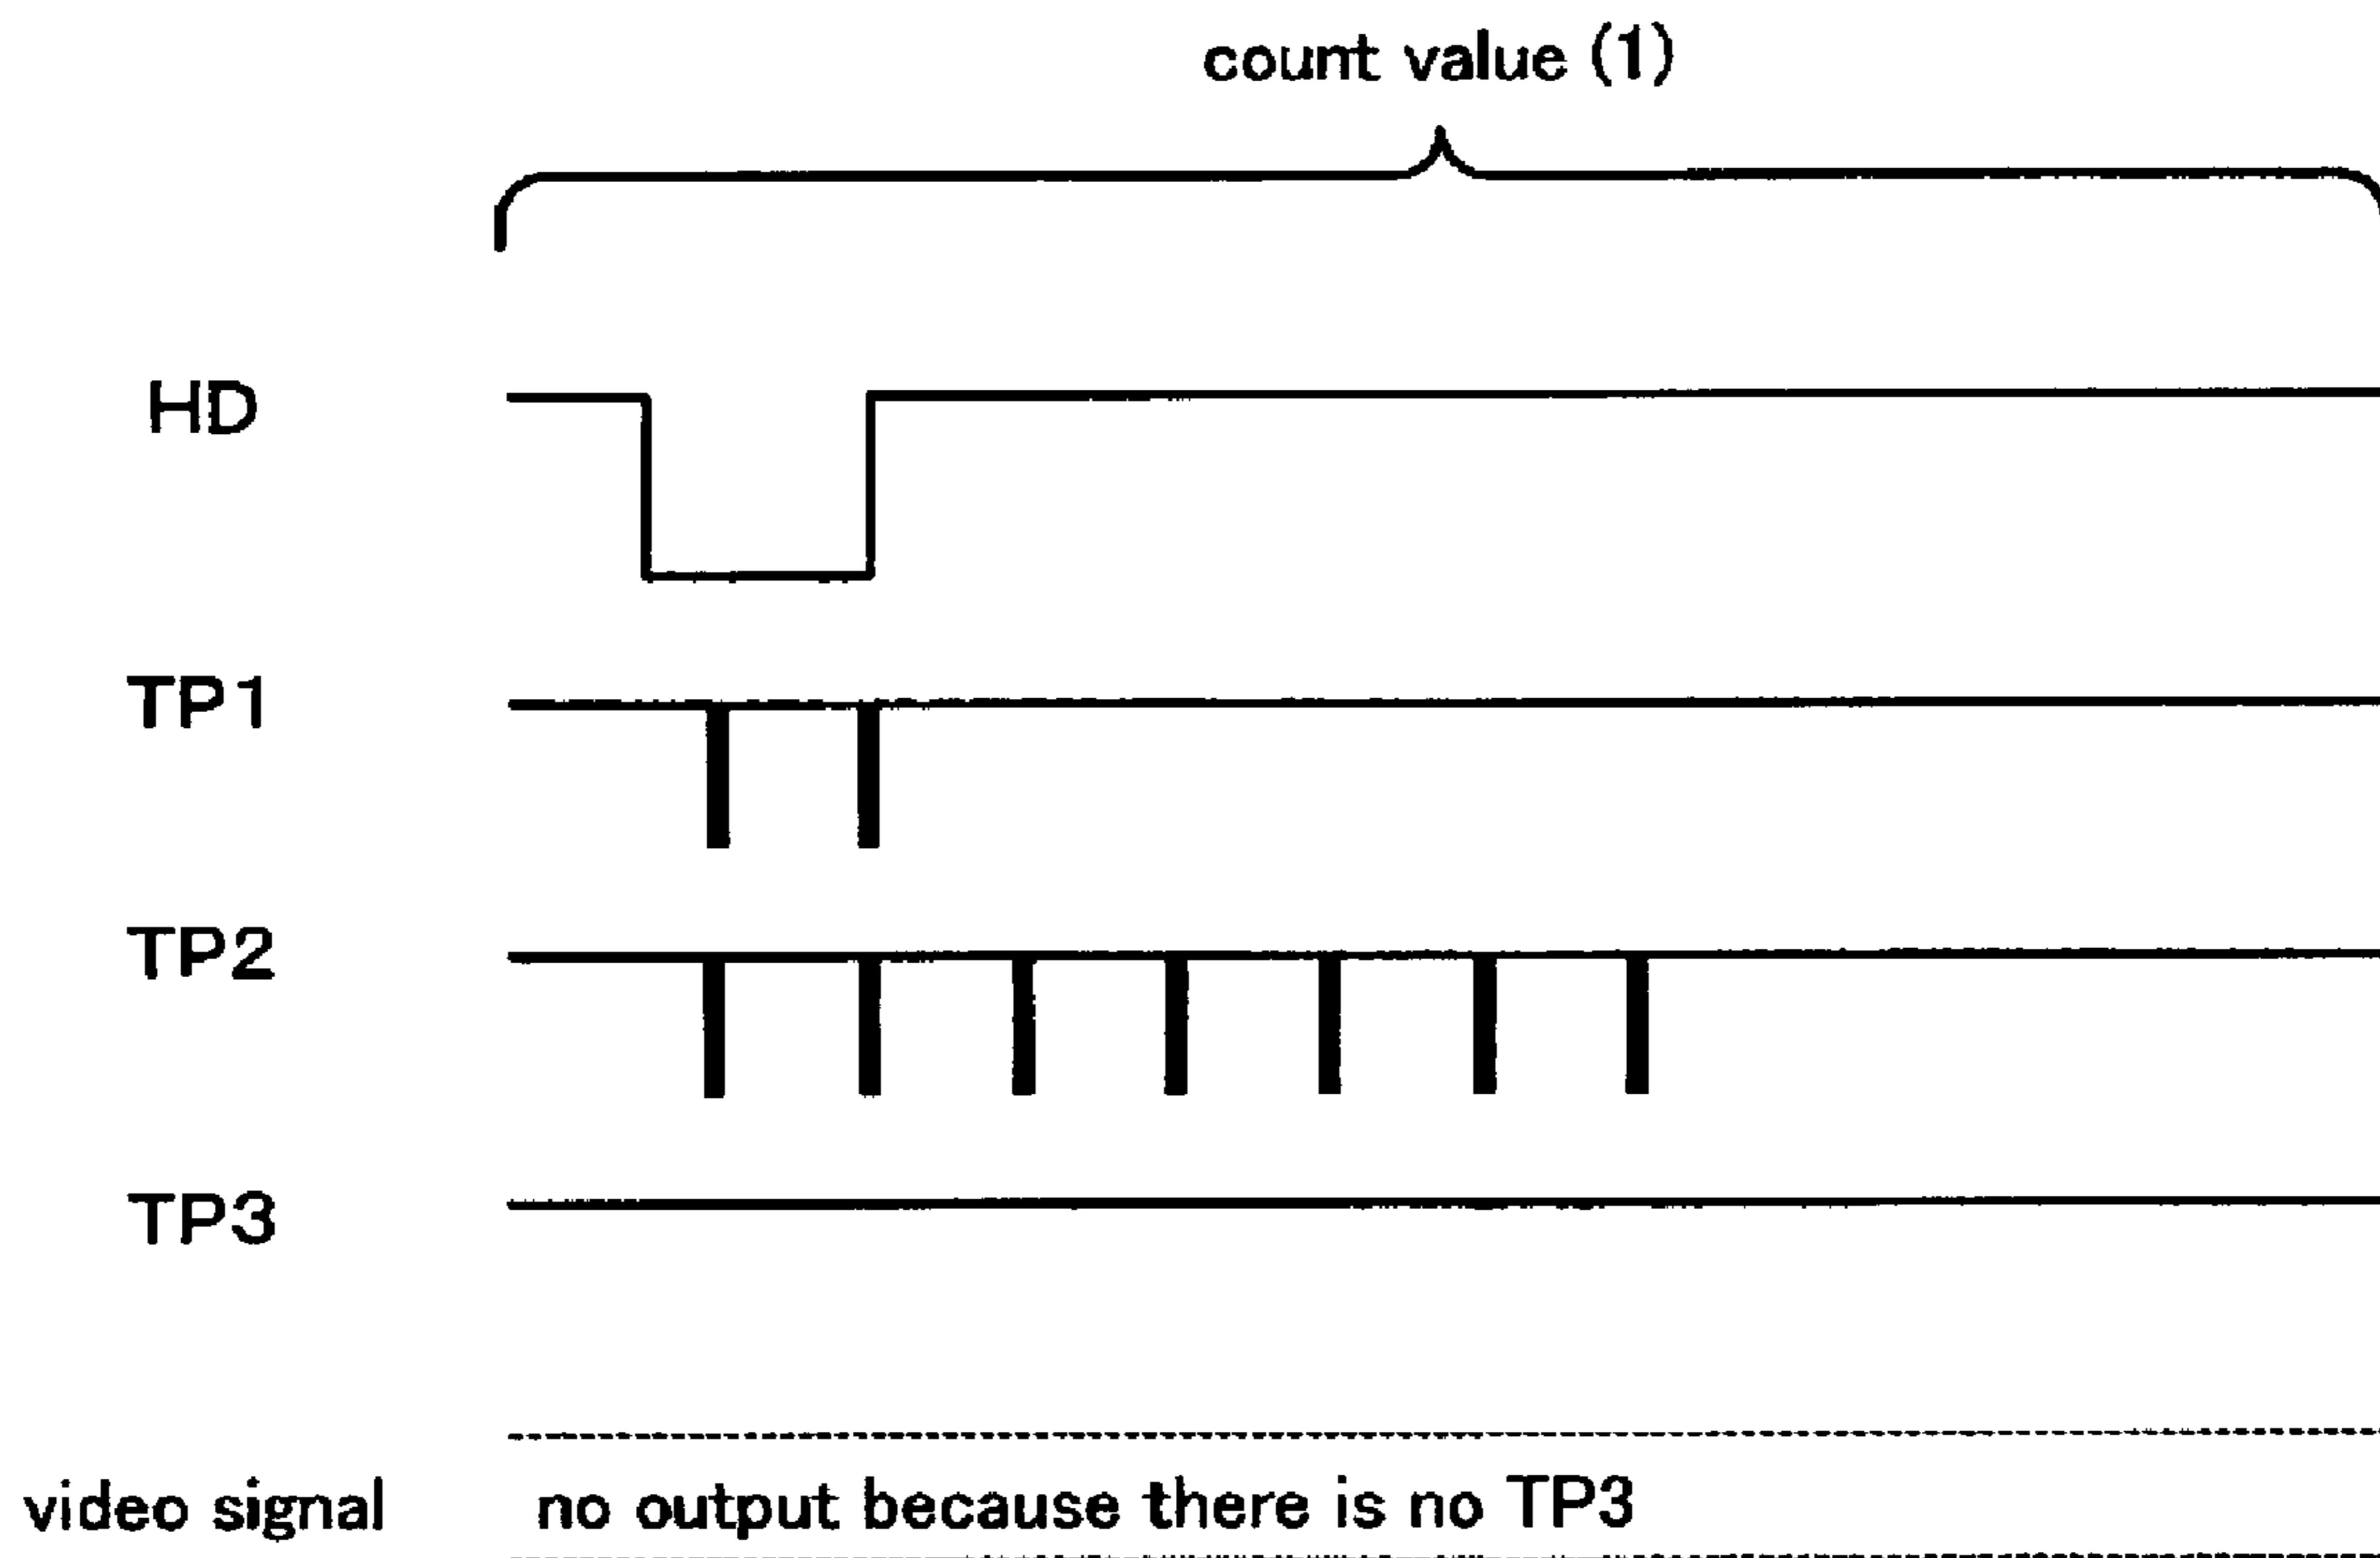 count value (1)
HD
TP1
TP2
TP3
video signal no output because there is no TP3